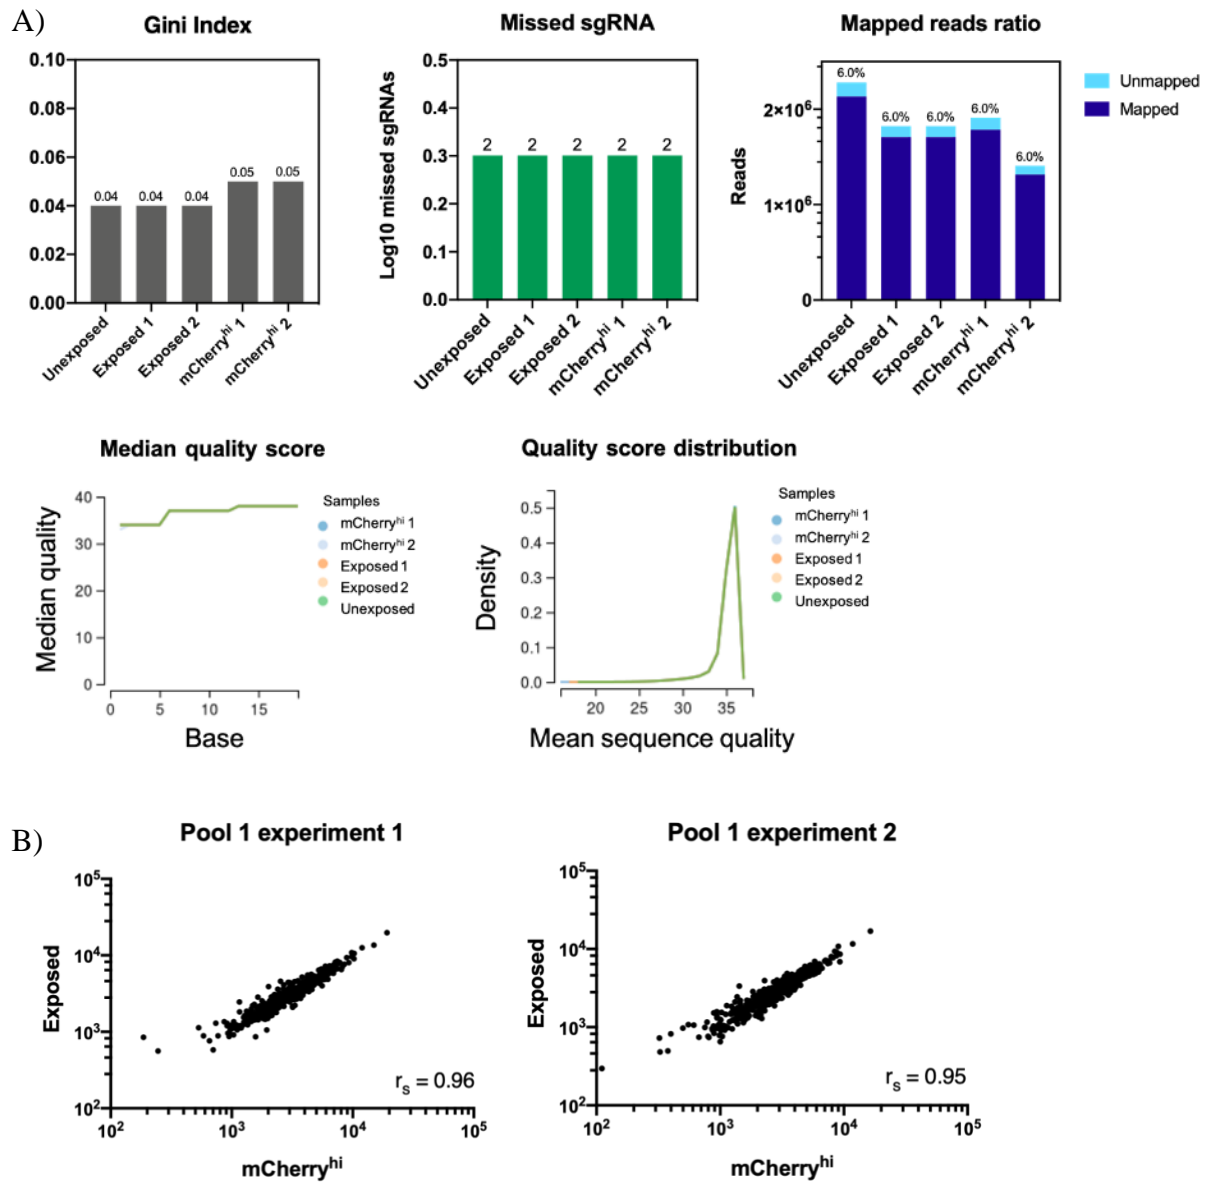 A)
Gini Index
0.10
0.08
0.06
0.04
0.02
0.00
0.04
0.04
0.04
0.05
0.05
Unexposed
Exposed 1
Exposed 2
mCherryhi 1
mCherryhi 2
Missed sgRNA
Log10 missed sgRNAs
0.5
0.4
0.3
0.2
0.1
0.0
2
2
2
2
2
Unexposed
Exposed 1
Exposed 2
mCherryhi 1
mCherryhi 2
Mapped reads ratio
Reads
2×10⁶
1×10⁶
0
6.0%
6.0%
6.0%
6.0%
6.0%
Unexposed
Exposed 1
Exposed 2
mCherryhi 1
mCherryhi 2
Unmapped
Mapped
Median quality score
Median quality
40
30
20
10
0
0
5
10
15
Base
Samples
mCherryhi 1
mCherryhi 2
Exposed 1
Exposed 2
Unexposed
Quality score distribution
Density
0.5
0.4
0.3
0.2
0.1
0.0
20
25
30
35
Mean sequence quality
Samples
mCherryhi 1
mCherryhi 2
Exposed 1
Exposed 2
Unexposed
B)
Pool 1 experiment 1
Exposed
10⁵
10⁴
10³
10²
10²
10³
10⁴
10⁵
rs = 0.96
mCherryhi
Pool 1 experiment 2
Exposed
10⁵
10⁴
10³
10²
10²
10³
10⁴
10⁵
rs = 0.95
mCherryhi